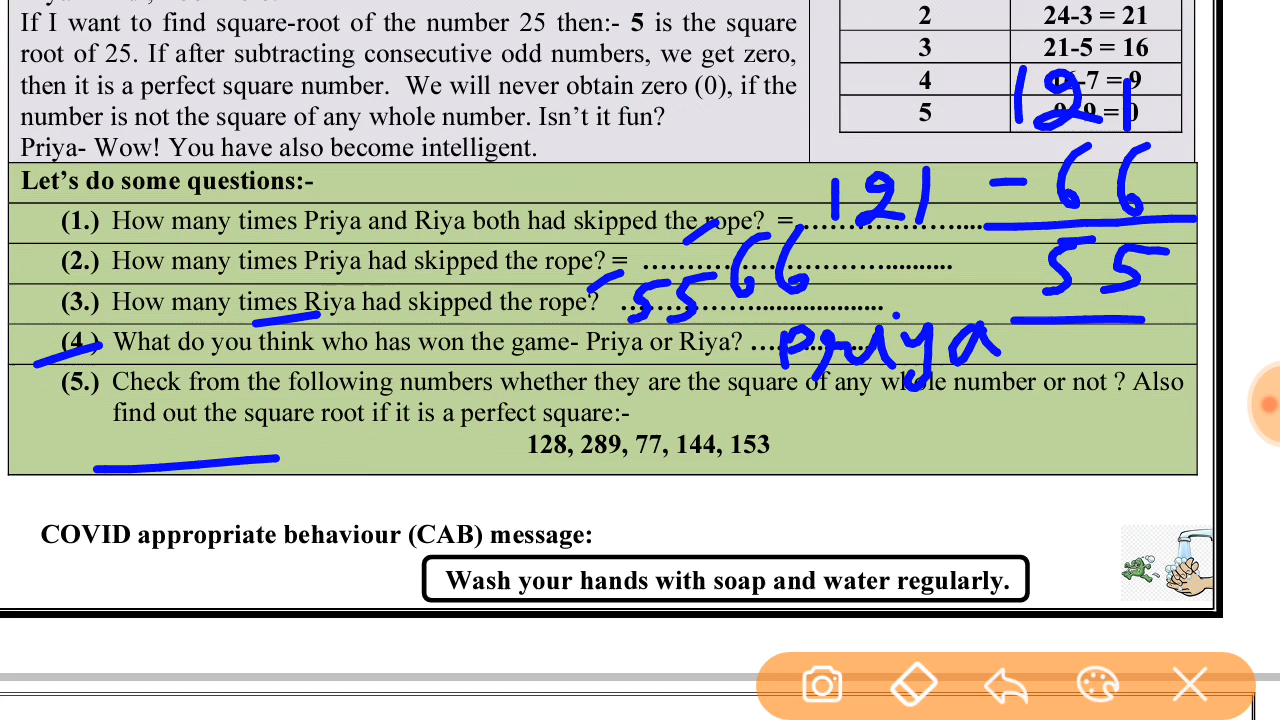 If I want to find square-root of the number 25 then:- 5 is the square
root of 25. If after subtracting consecutive odd numbers, we get zero,
then it is a perfect square number. We will never obtain zero (0), if the
number is not the square of any whole number. Isn't it fun?
Priya- Wow! You have also become intelligent.
2 24-3 = 21
3 21-5 = 16
4 16-7 = 9
5 9-9 = 0
121
- 66
55
Let's do some questions:-
(1.) How many times Priya and Riya both had skipped the rope? = ...................... 121
(2.) How many times Priya had skipped the rope? = .................................... 66
(3.) How many times Riya had skipped the rope? .................................. 55
(4.) What do you think who has won the game- Priya or Riya? .............. Priya
(5.) Check from the following numbers whether they are the square of any whole number or not ? Also
find out the square root if it is a perfect square:-
128, 289, 77, 144, 153
COVID appropriate behaviour (CAB) message:
Wash your hands with soap and water regularly.